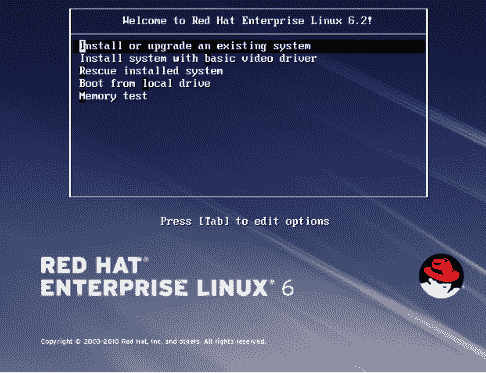 Welcome to Red Hat Enterprise Linux 6.2!
Install or upgrade an existing system
Install system with basic video driver
Rescue installed system
Boot from local drive
Memory test
Press [Tab] to edit options
RED HAT®
ENTERPRISE LINUX® 6
Copyright © 2003-2010 Red Hat, Inc. and others. All rights reserved.